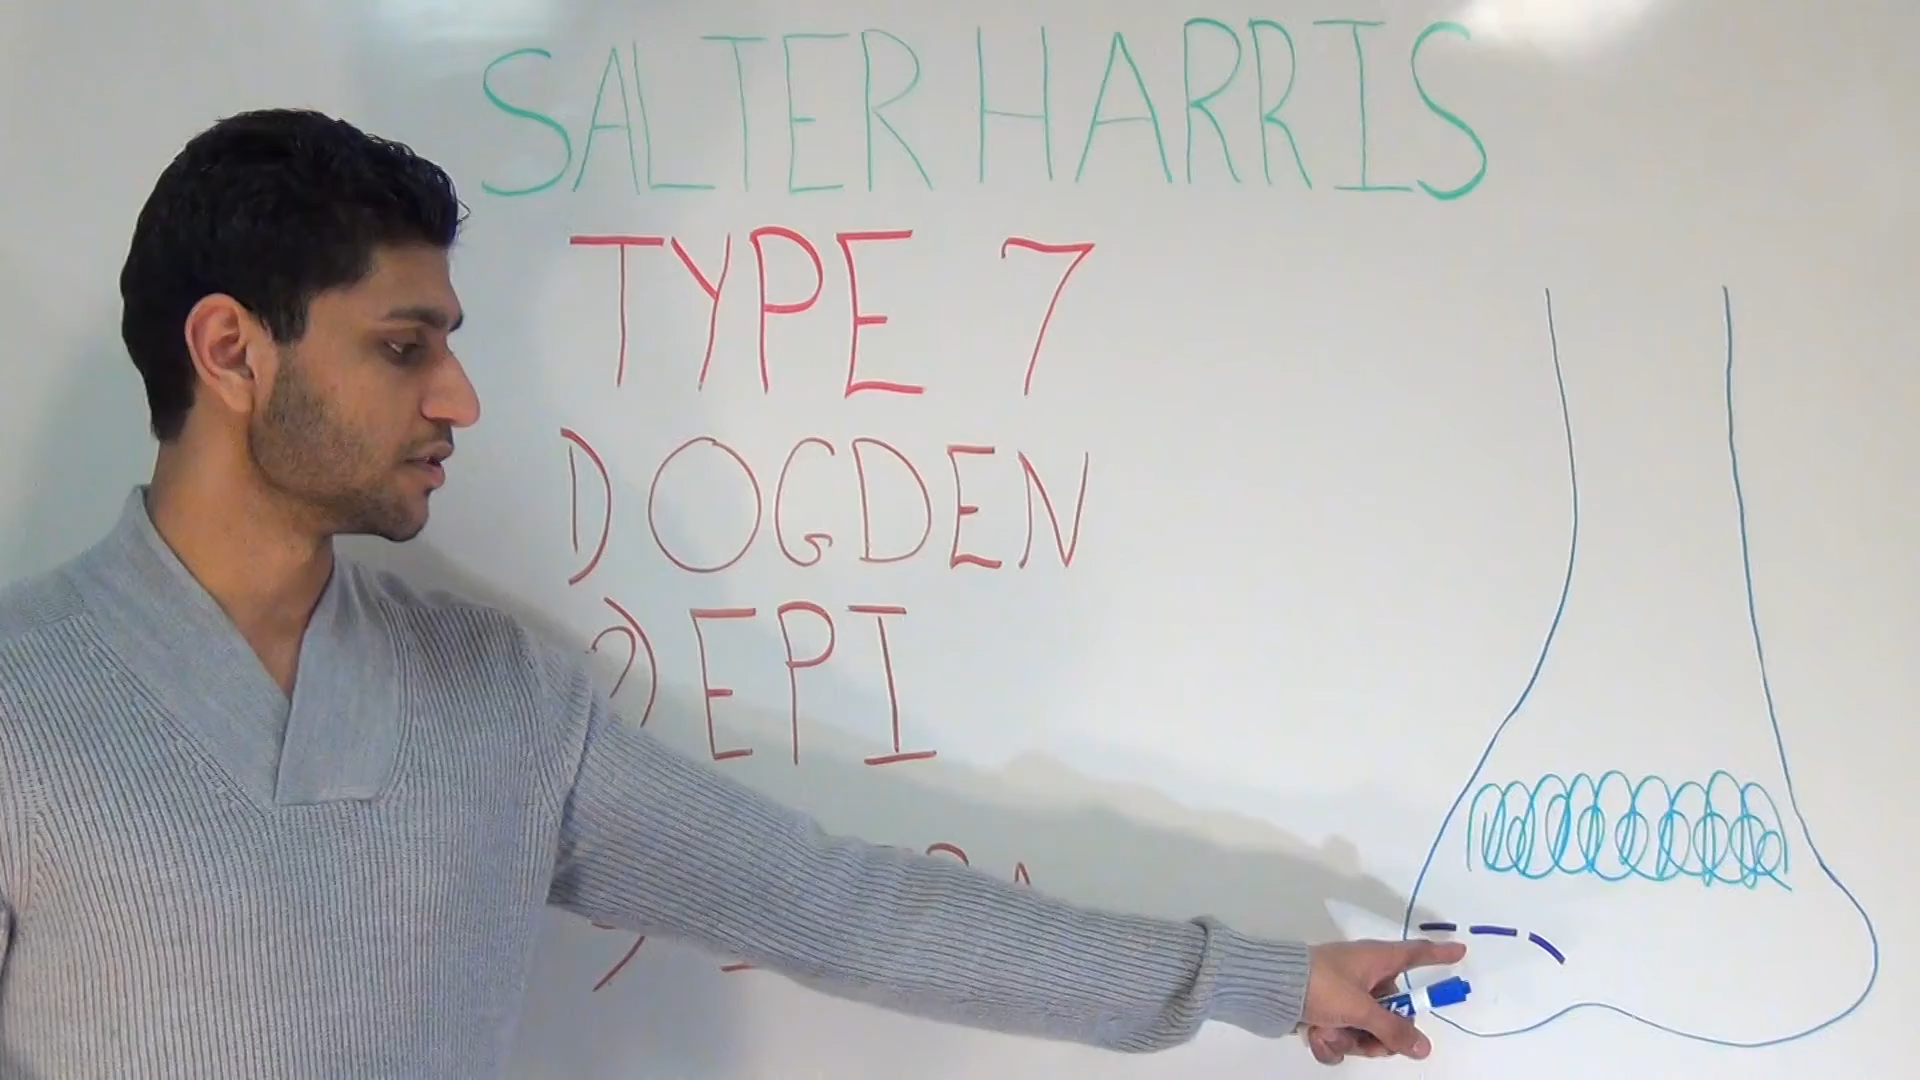 SALTER HARRIS
TYPE 7
1) OGDEN
2) EPI